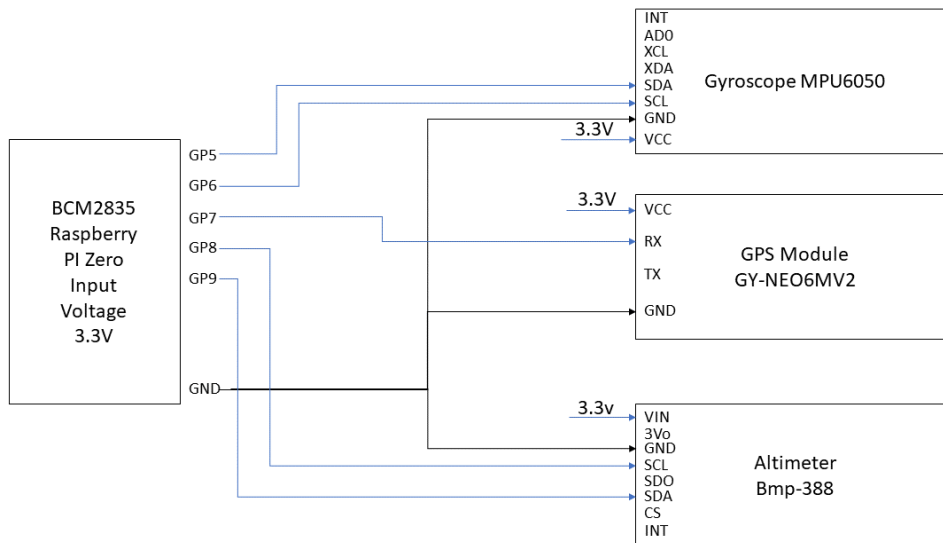 INT
AD0
XCL
XDA
SDA
SCL
GND
3.3V
VCC
Gyroscope MPU6050
BCM2835
Raspberry
PI Zero
Input
Voltage
3.3V
GP5
GP6
GP7
GP8
GP9
GND
3.3V
VCC
RX
TX
GND
GPS Module
GY-NEO6MV2
3.3v
VIN
3Vo
GND
SCL
SDO
SDA
CS
INT
Altimeter
Bmp-388